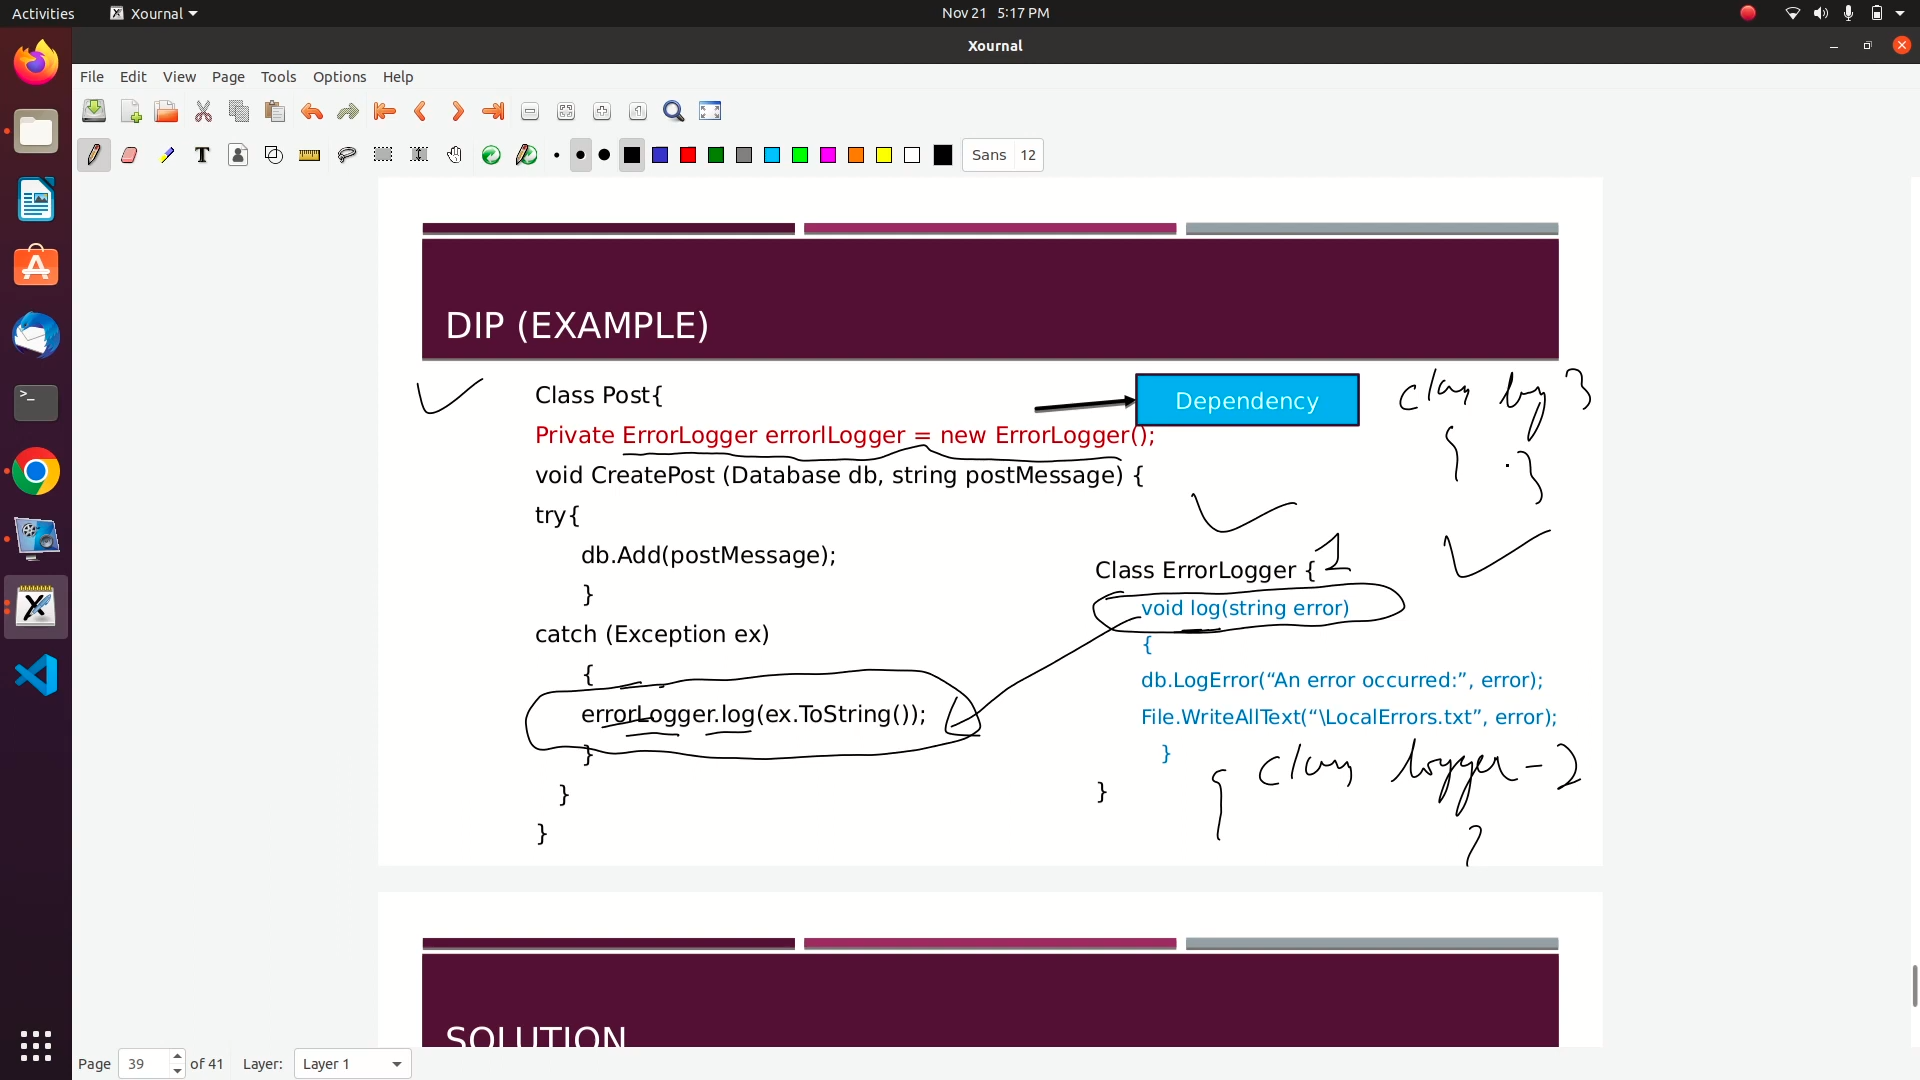 Activities
Xournal
Nov 21 5:17 PM
Xournal
File Edit View Page Tools Options Help
Sans 12
DIP (EXAMPLE)
Class Post{
Dependency
class log 3
Private ErrorLogger errorlLogger = new ErrorLogger();
{ }
void CreatePost (Database db, string postMessage) {
try{
db.Add(postMessage);
}
catch (Exception ex)
{
errorLogger.log(ex.ToString());
}
}
}
Class ErrorLogger { 1
void log(string error)
{
db.LogError(“An error occurred:”, error);
File.WriteAllText(“\LocalErrors.txt”, error);
}
}
{ class logger-2
}
SOLUTION
Page 39 of 41 Layer: Layer 1